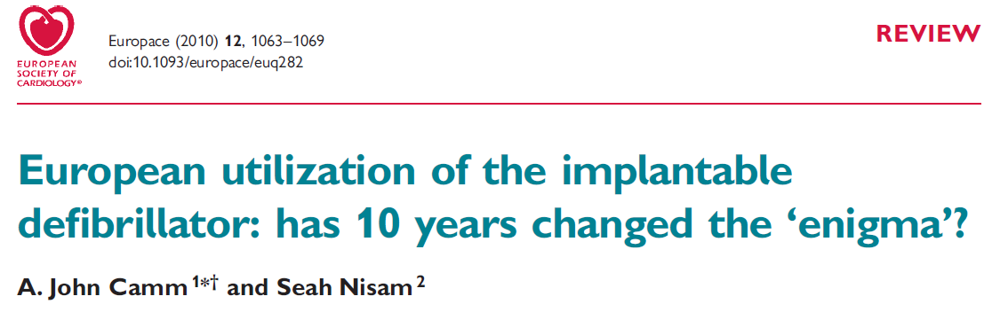 EUROPEAN
SOCIETY OF
CARDIOLOGY®
Europace (2010) 12, 1063–1069
doi:10.1093/europace/euq282
REVIEW
European utilization of the implantable
defibrillator: has 10 years changed the ‘enigma’?
A. John Camm 1*† and Seah Nisam 2